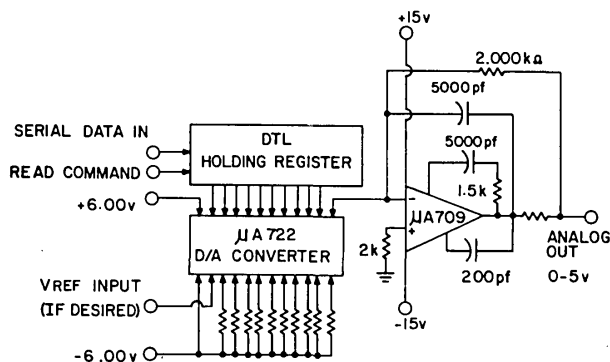 +15v
2.000kΩ
5000pf
SERIAL DATA IN
DTL
HOLDING REGISTER
5000pf
READ COMMAND
1.5k
+6.00v
μA722
D/A CONVERTER
μA709
2k
ANALOG
OUT
0-5v
200pf
VREF INPUT
(IF DESIRED)
-15v
-6.00v